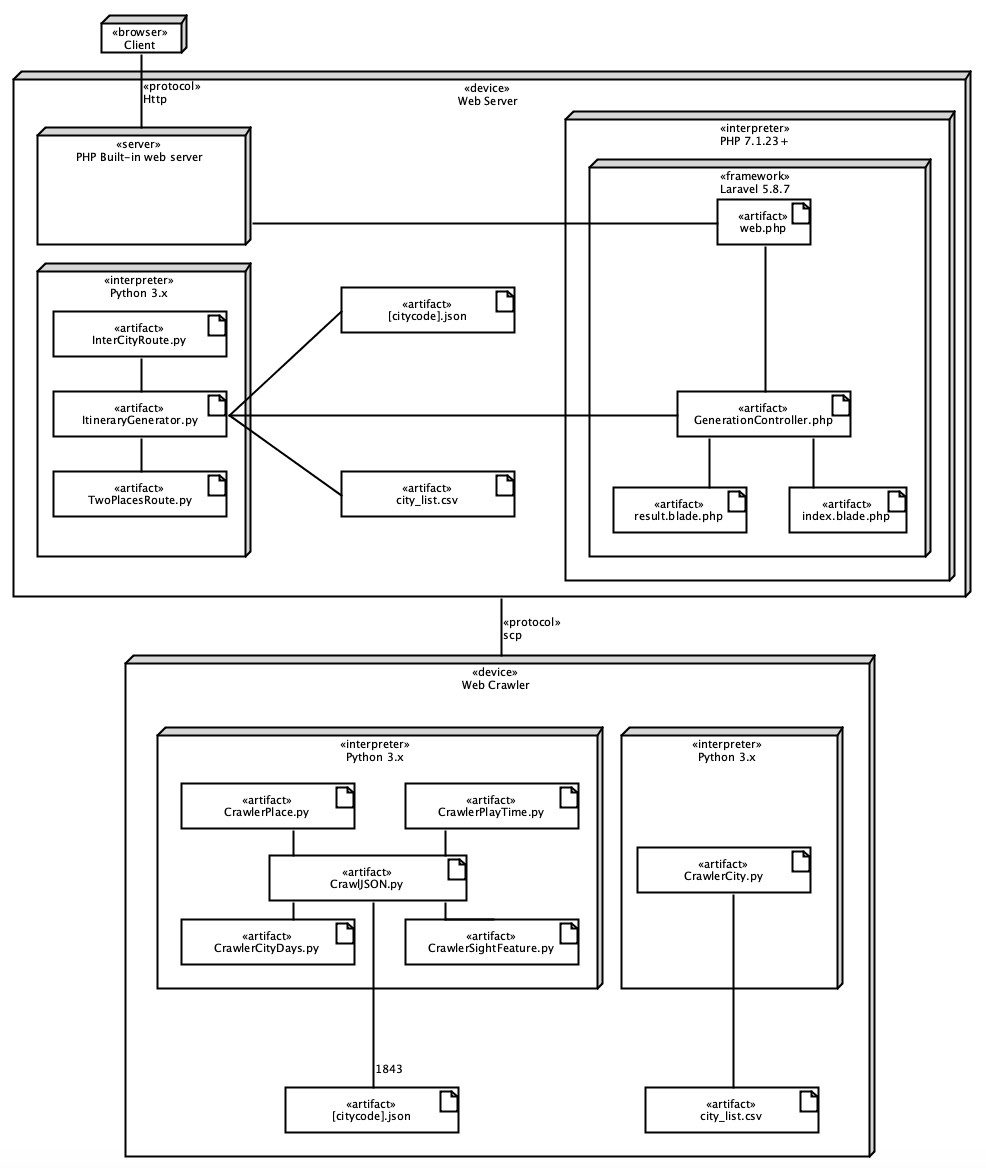 «browser»
Client
«protocol»
Http
«device»
Web Server
«server»
PHP Built-in web server
«interpreter»
PHP 7.1.23+
«framework»
Laravel 5.8.7
«artifact»
web.php
«interpreter»
Python 3.x
«artifact»
InterCityRoute.py
«artifact»
[citycode].json
«artifact»
ItineraryGenerator.py
«artifact»
GenerationController.php
«artifact»
TwoPlacesRoute.py
«artifact»
city_list.csv
«artifact»
result.blade.php
«artifact»
index.blade.php
«protocol»
scp
«device»
Web Crawler
«interpreter»
Python 3.x
«interpreter»
Python 3.x
«artifact»
CrawlerPlace.py
«artifact»
CrawlerPlayTime.py
«artifact»
CrawlJSON.py
«artifact»
CrawlerCity.py
«artifact»
CrawlerCityDays.py
«artifact»
CrawlerSightFeature.py
1843
«artifact»
[citycode].json
«artifact»
city_list.csv